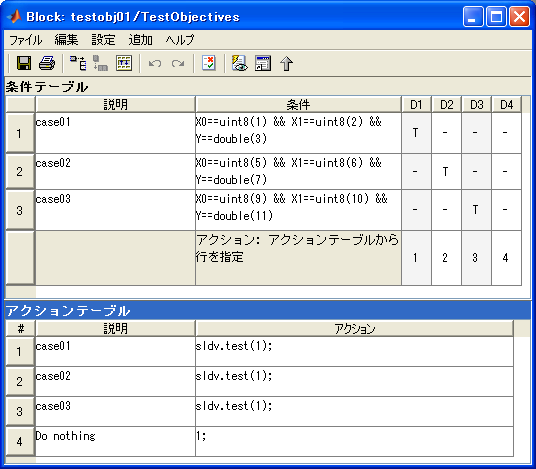 Block: testobj01/TestObjectives
ファイル 編集 設定 追加 ヘルプ
条件テーブル
説明 条件 D1 D2 D3 D4
1 case01 X0==uint8(1) && X1==uint8(2) && T - - -
Y==double(3)
2 case02 X0==uint8(5) && X1==uint8(6) && - T - -
Y==double(7)
3 case03 X0==uint8(9) && X1==uint8(10) && - - T -
Y==double(11)
アクション: アクションテーブルから 1 2 3 4
行を指定
アクションテーブル
# 説明 アクション
1 case01 sldv.test(1);
2 case02 sldv.test(1);
3 case03 sldv.test(1);
4 Do nothing 1;